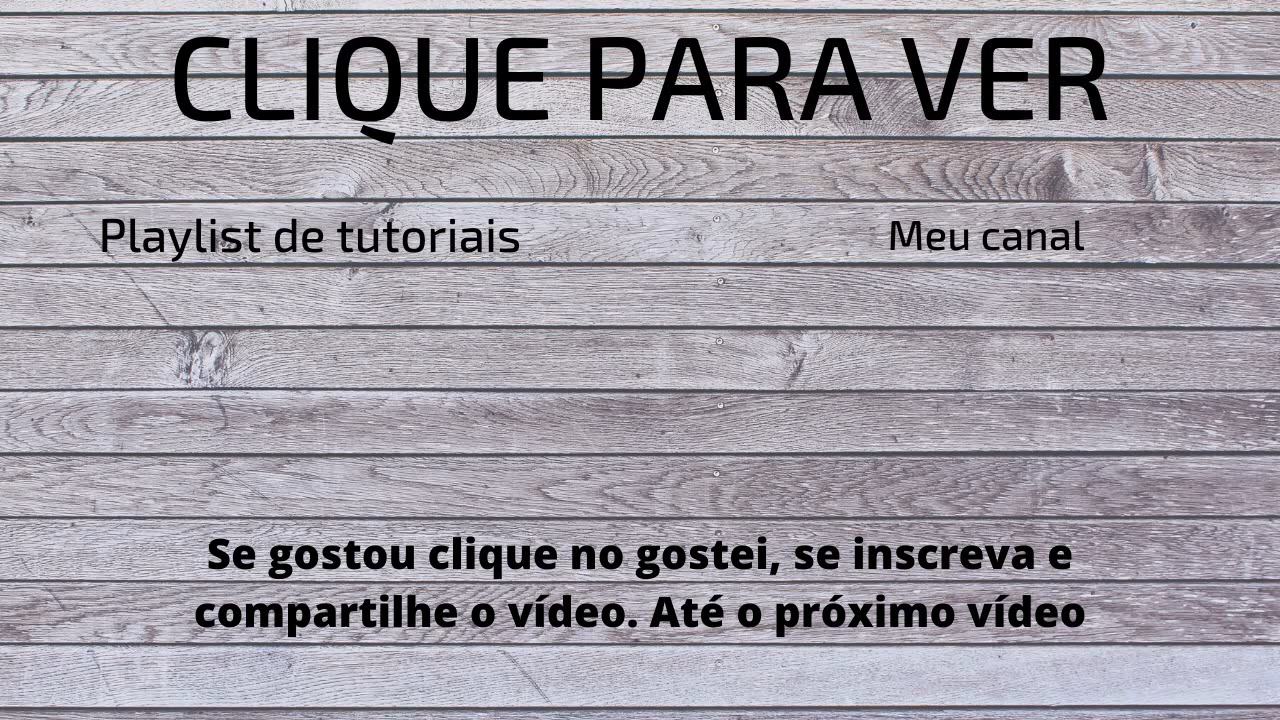 CLIQUE PARA VER
Playlist de tutoriais
Meu canal
Se gostou clique no gostei, se inscreva e
compartilhe o vídeo. Até o próximo vídeo